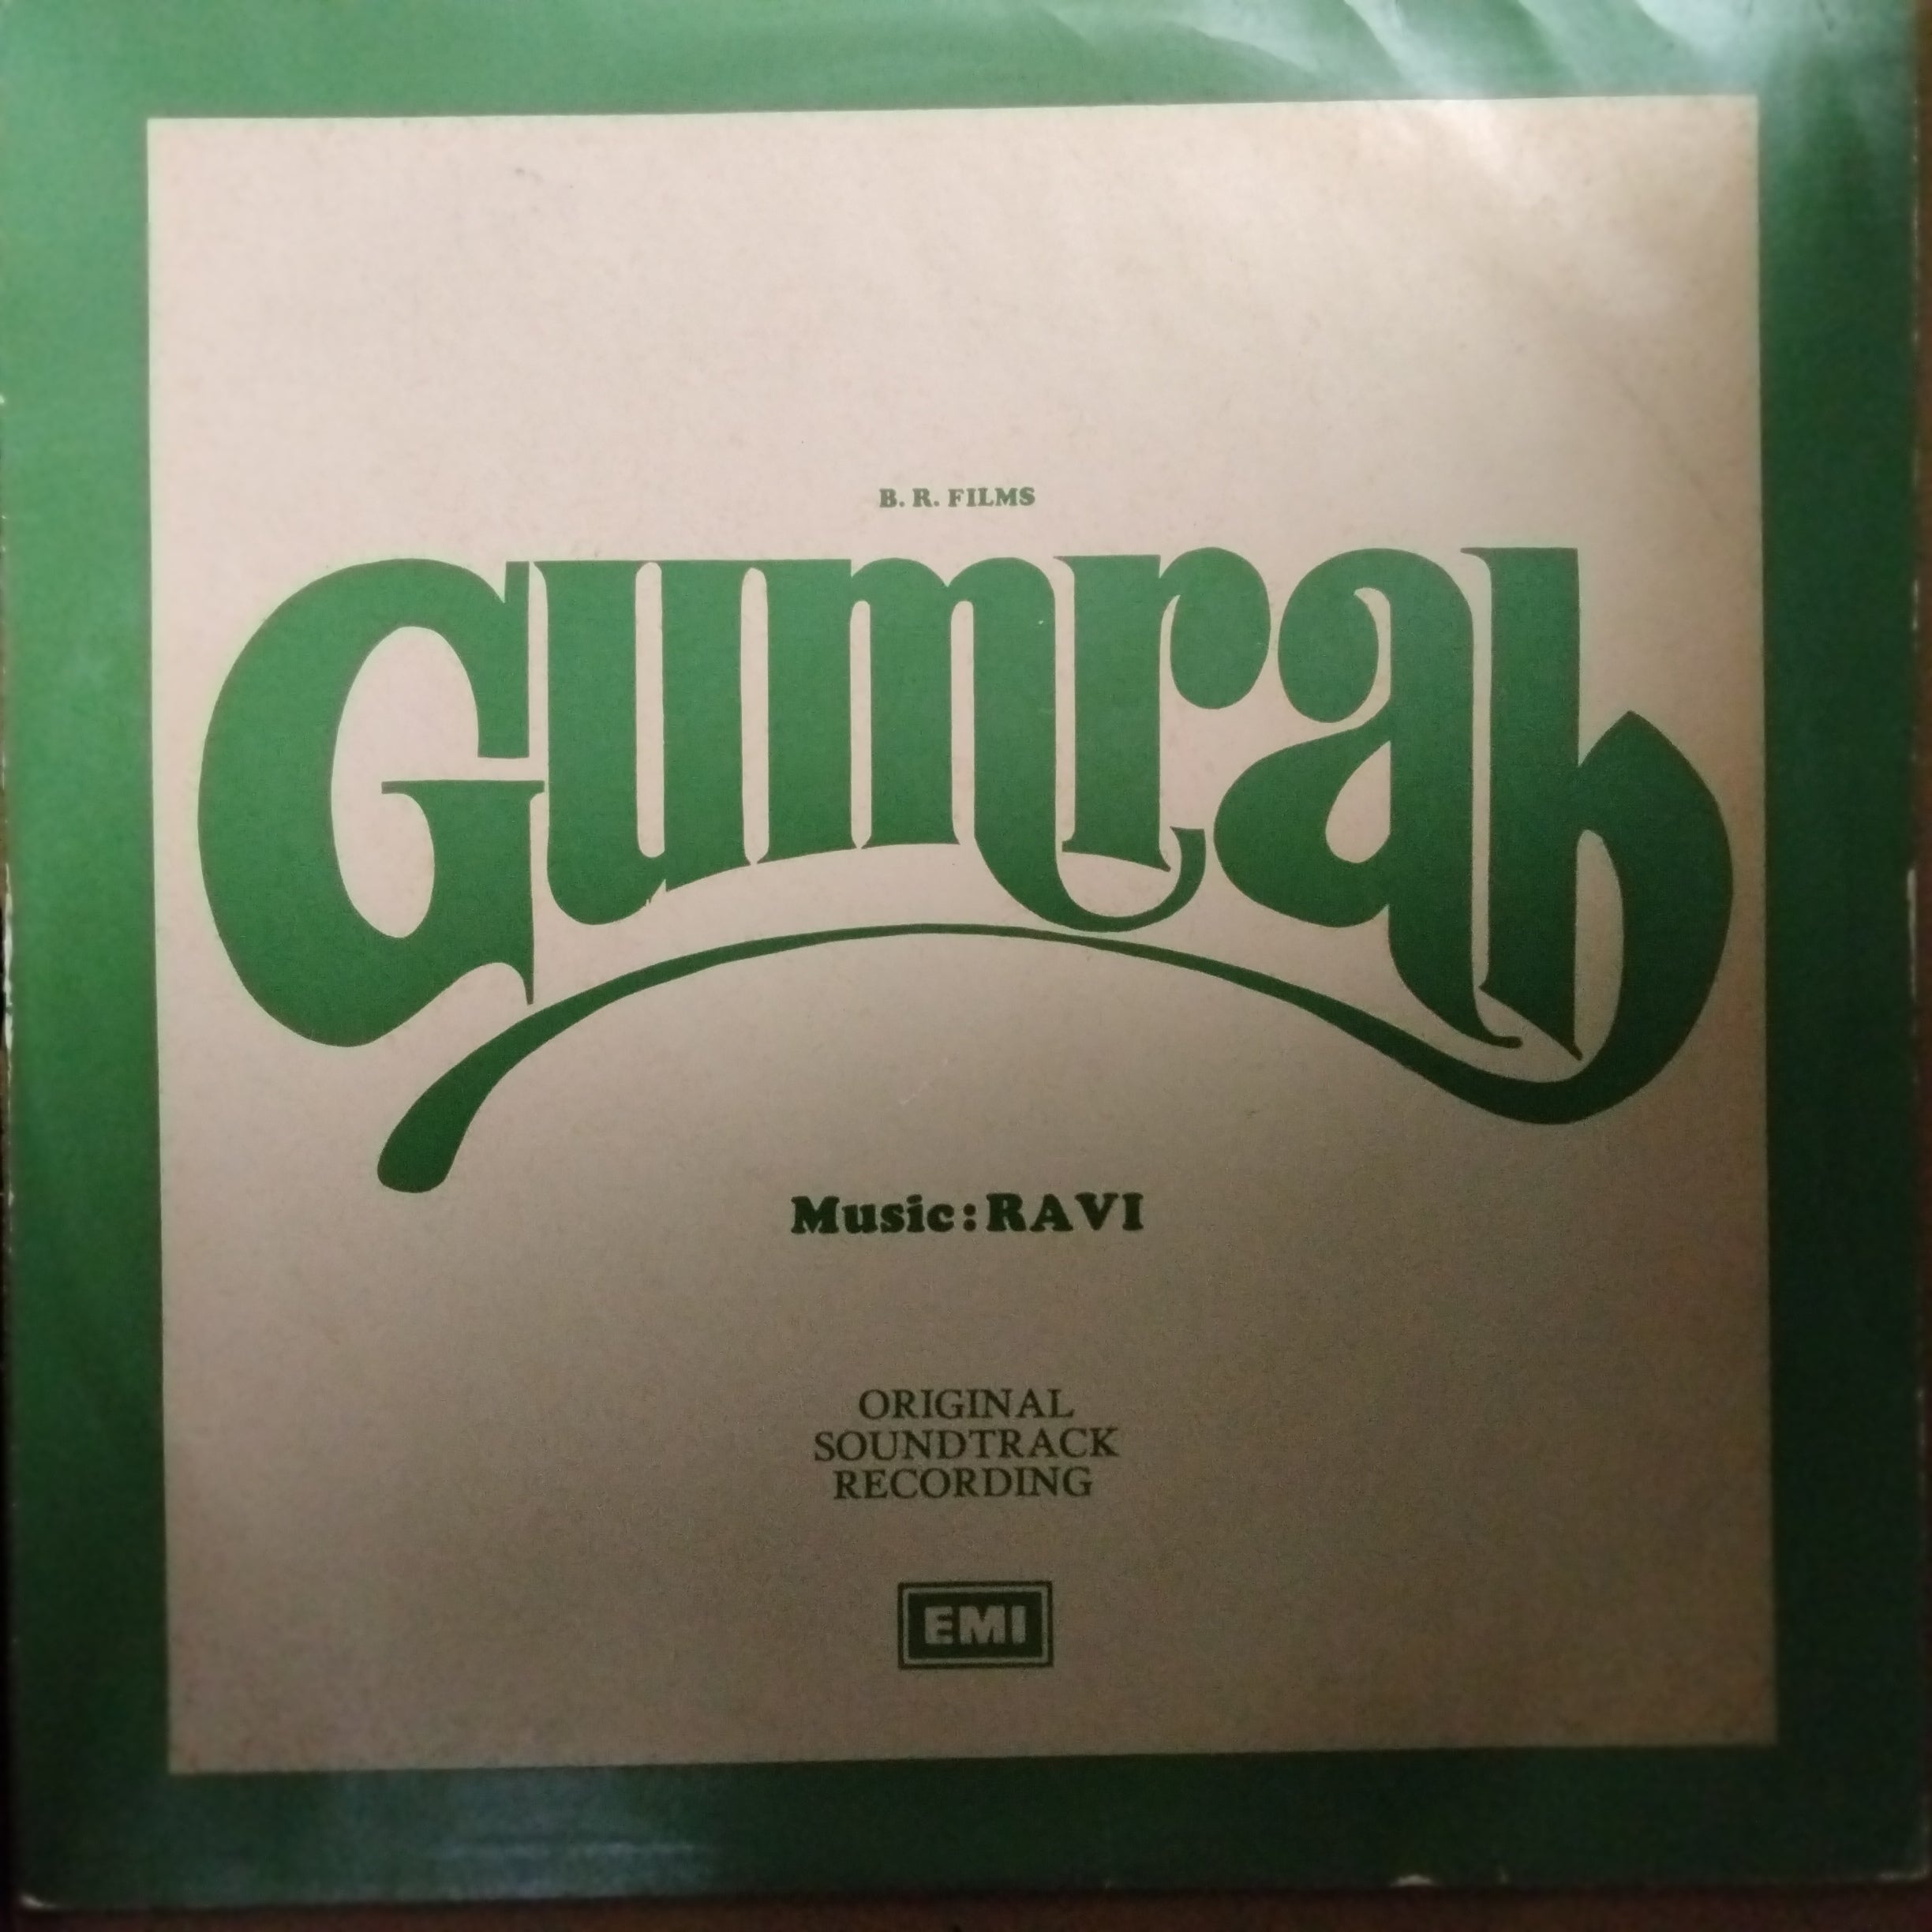 B. R. FILMS
Gumrah
Music: RAVI
ORIGINAL
SOUNDTRACK
RECORDING
EMI